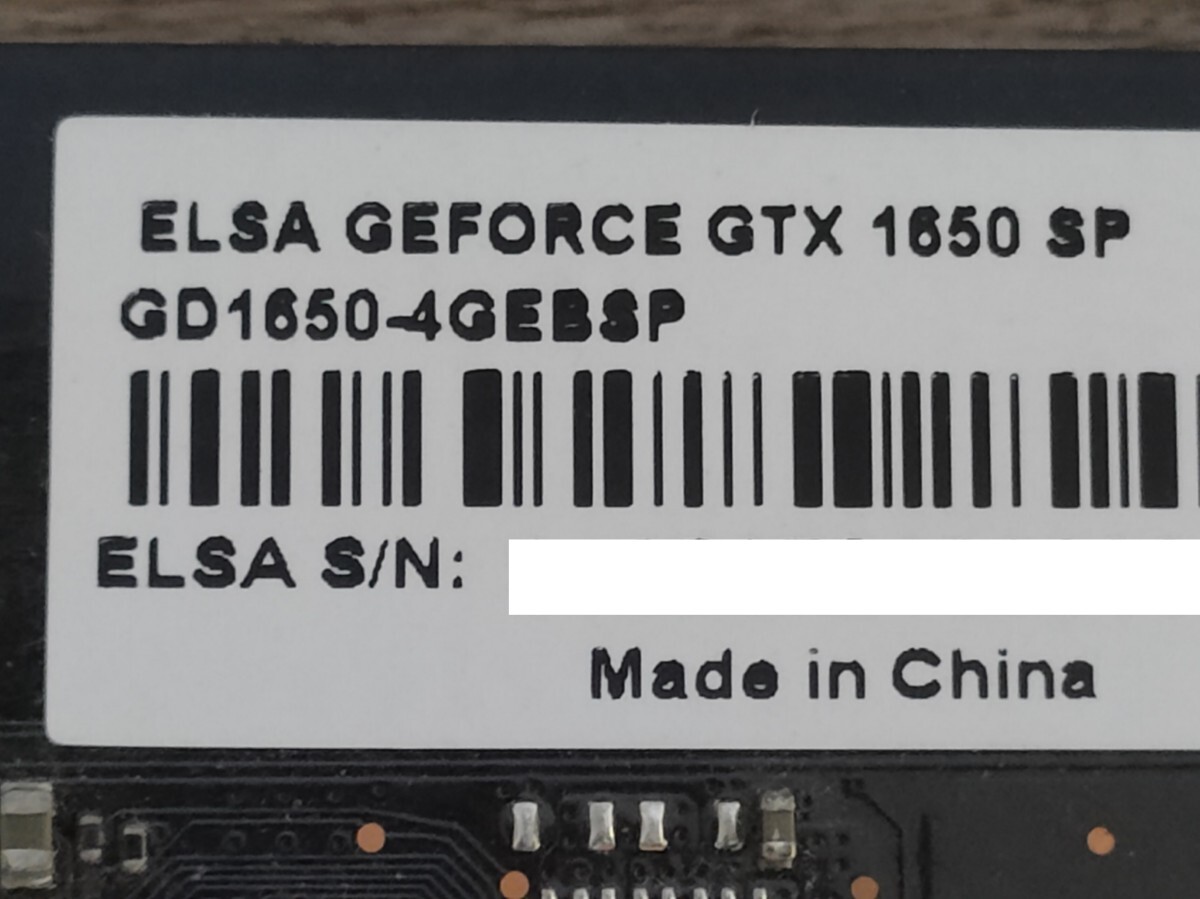 ELSA GEFORCE GTX 1650 SP
GD1650-4GEBSP
ELSA S/N:
Made in China